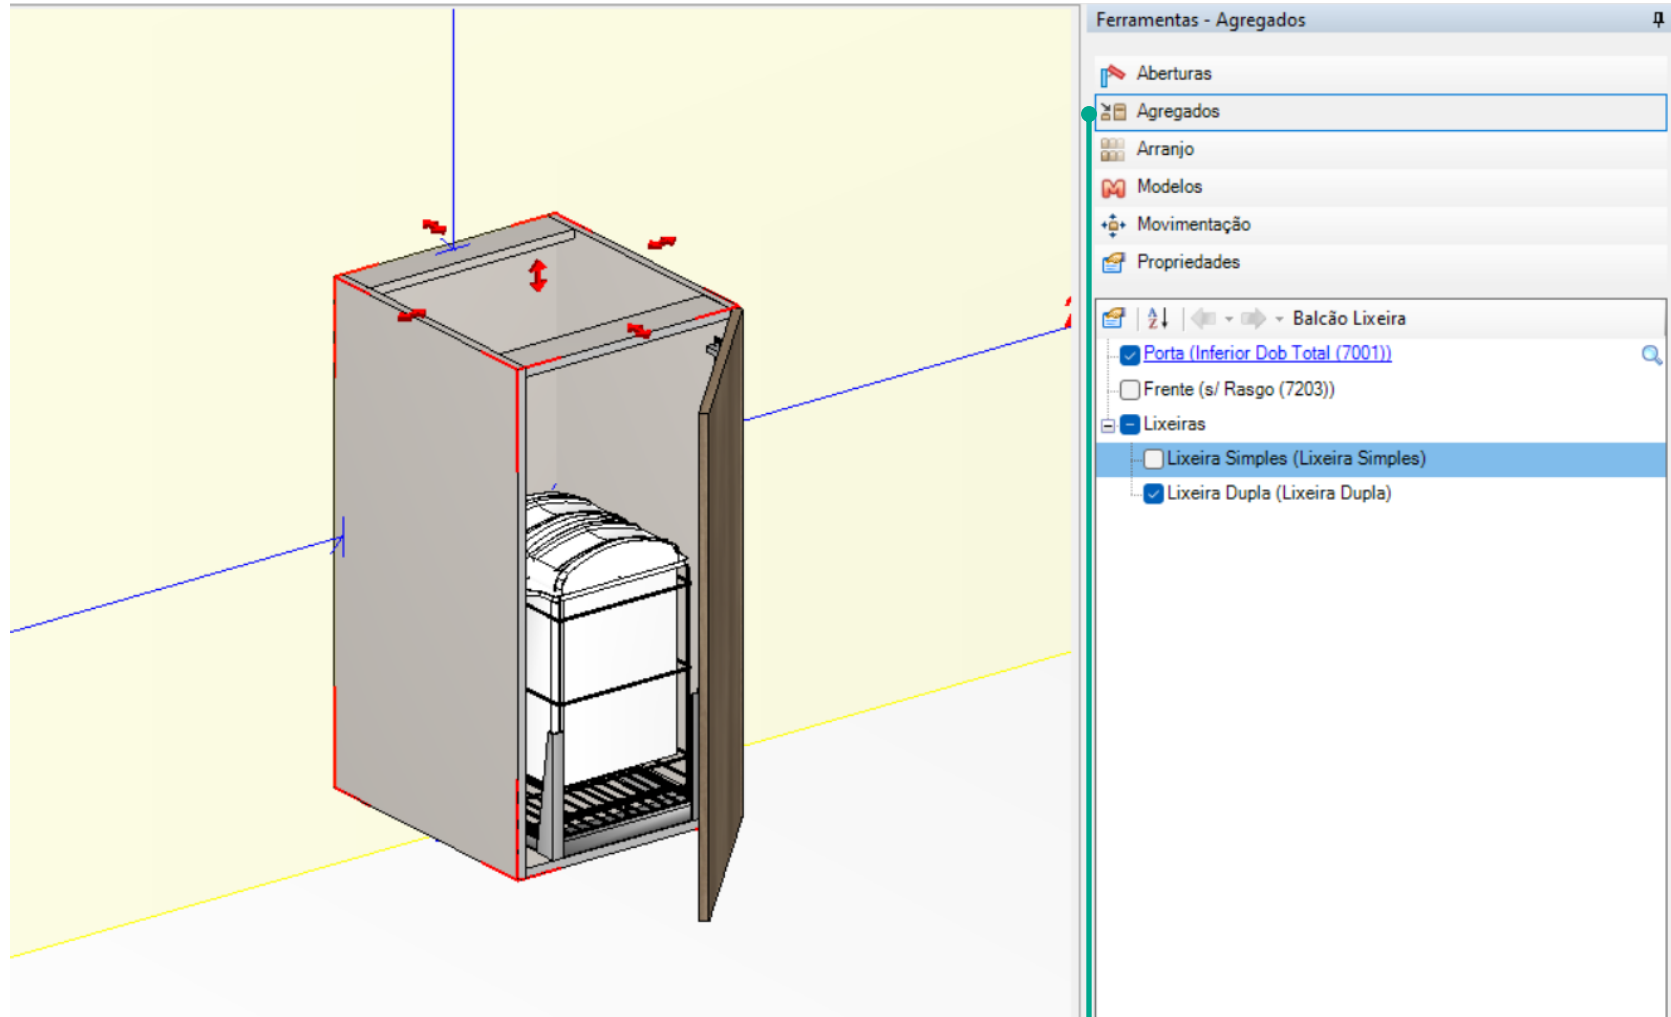 Ferramentas - Agregados
Aberturas
Agregados
Arranjo
Modelos
Movimentação
Propriedades
Balcão Lixeira
Porta (Inferior Dob Total (7001))
Frente (s/ Rasgo (7203))
Lixeiras
Lixeira Simples (Lixeira Simples)
Lixeira Dupla (Lixeira Dupla)